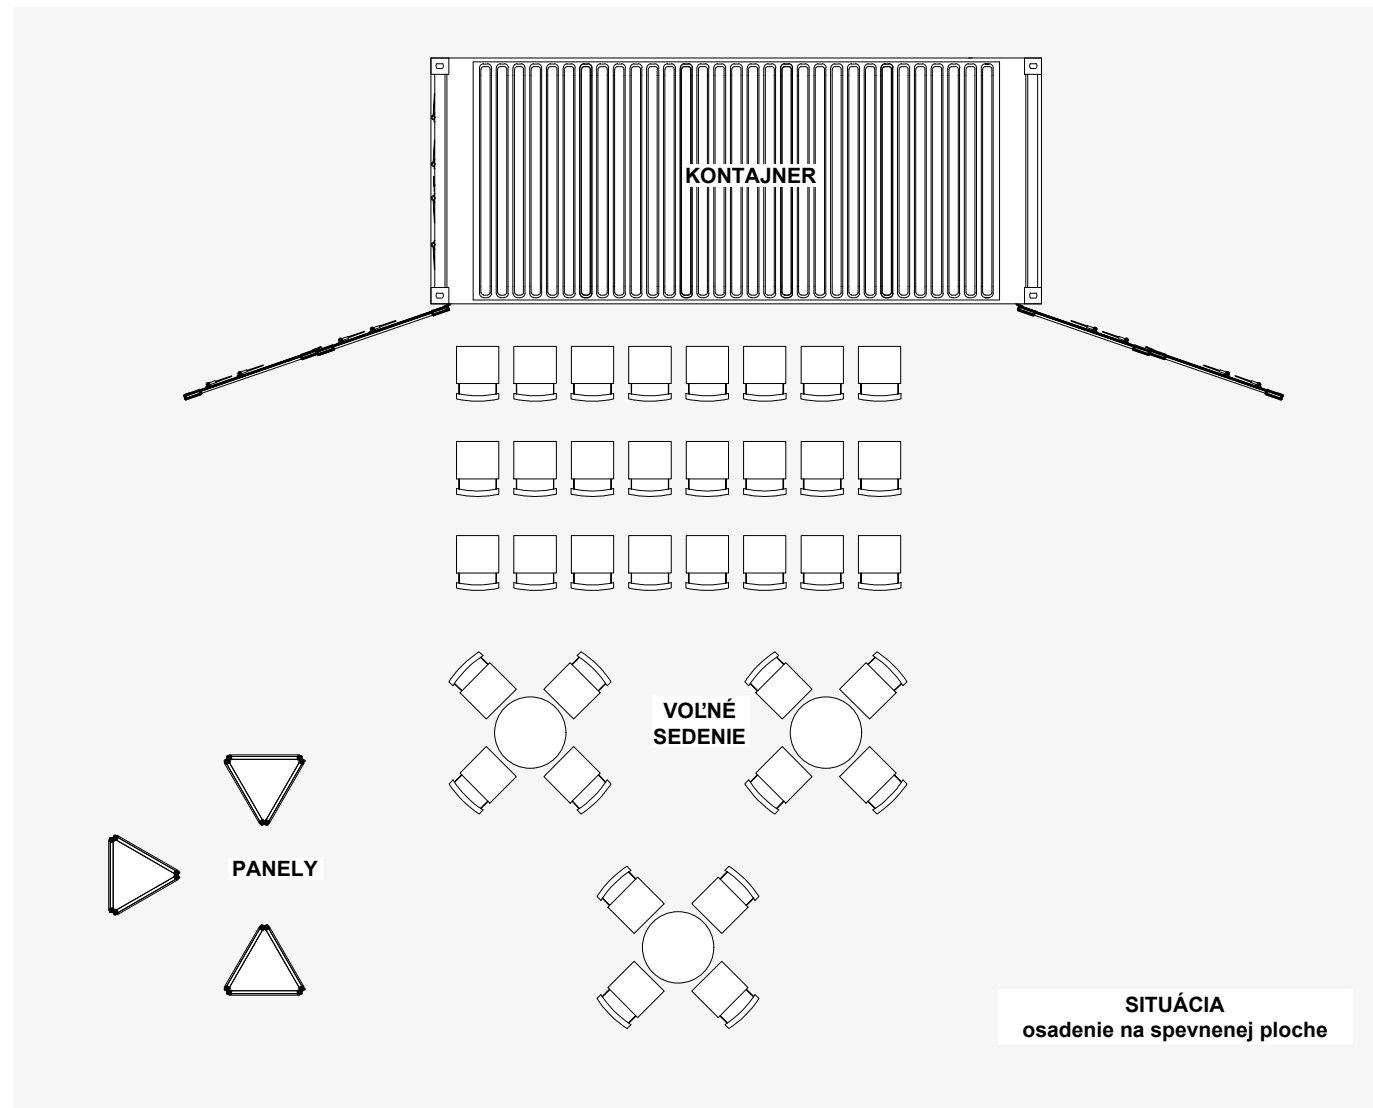 KONTAJNER
VOĽNÉ
SEDENIE
PANELY
SITUÁCIA
osadenie na spevnenej ploche